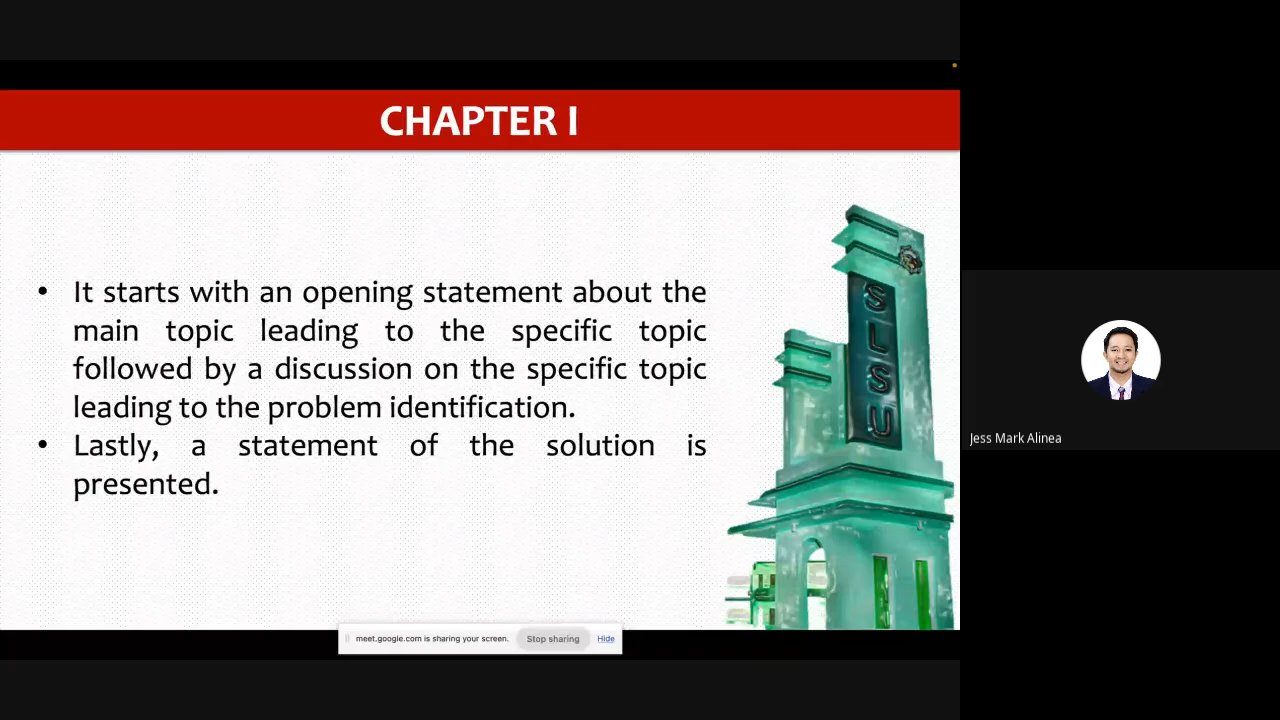 CHAPTER I
• It starts with an opening statement about the
main topic leading to the specific topic
followed by a discussion on the specific topic
leading to the problem identification.
• Lastly, a statement of the solution is
presented.
SLSU
meet.google.com is sharing your screen. Stop sharing Hide
Jess Mark Alinea